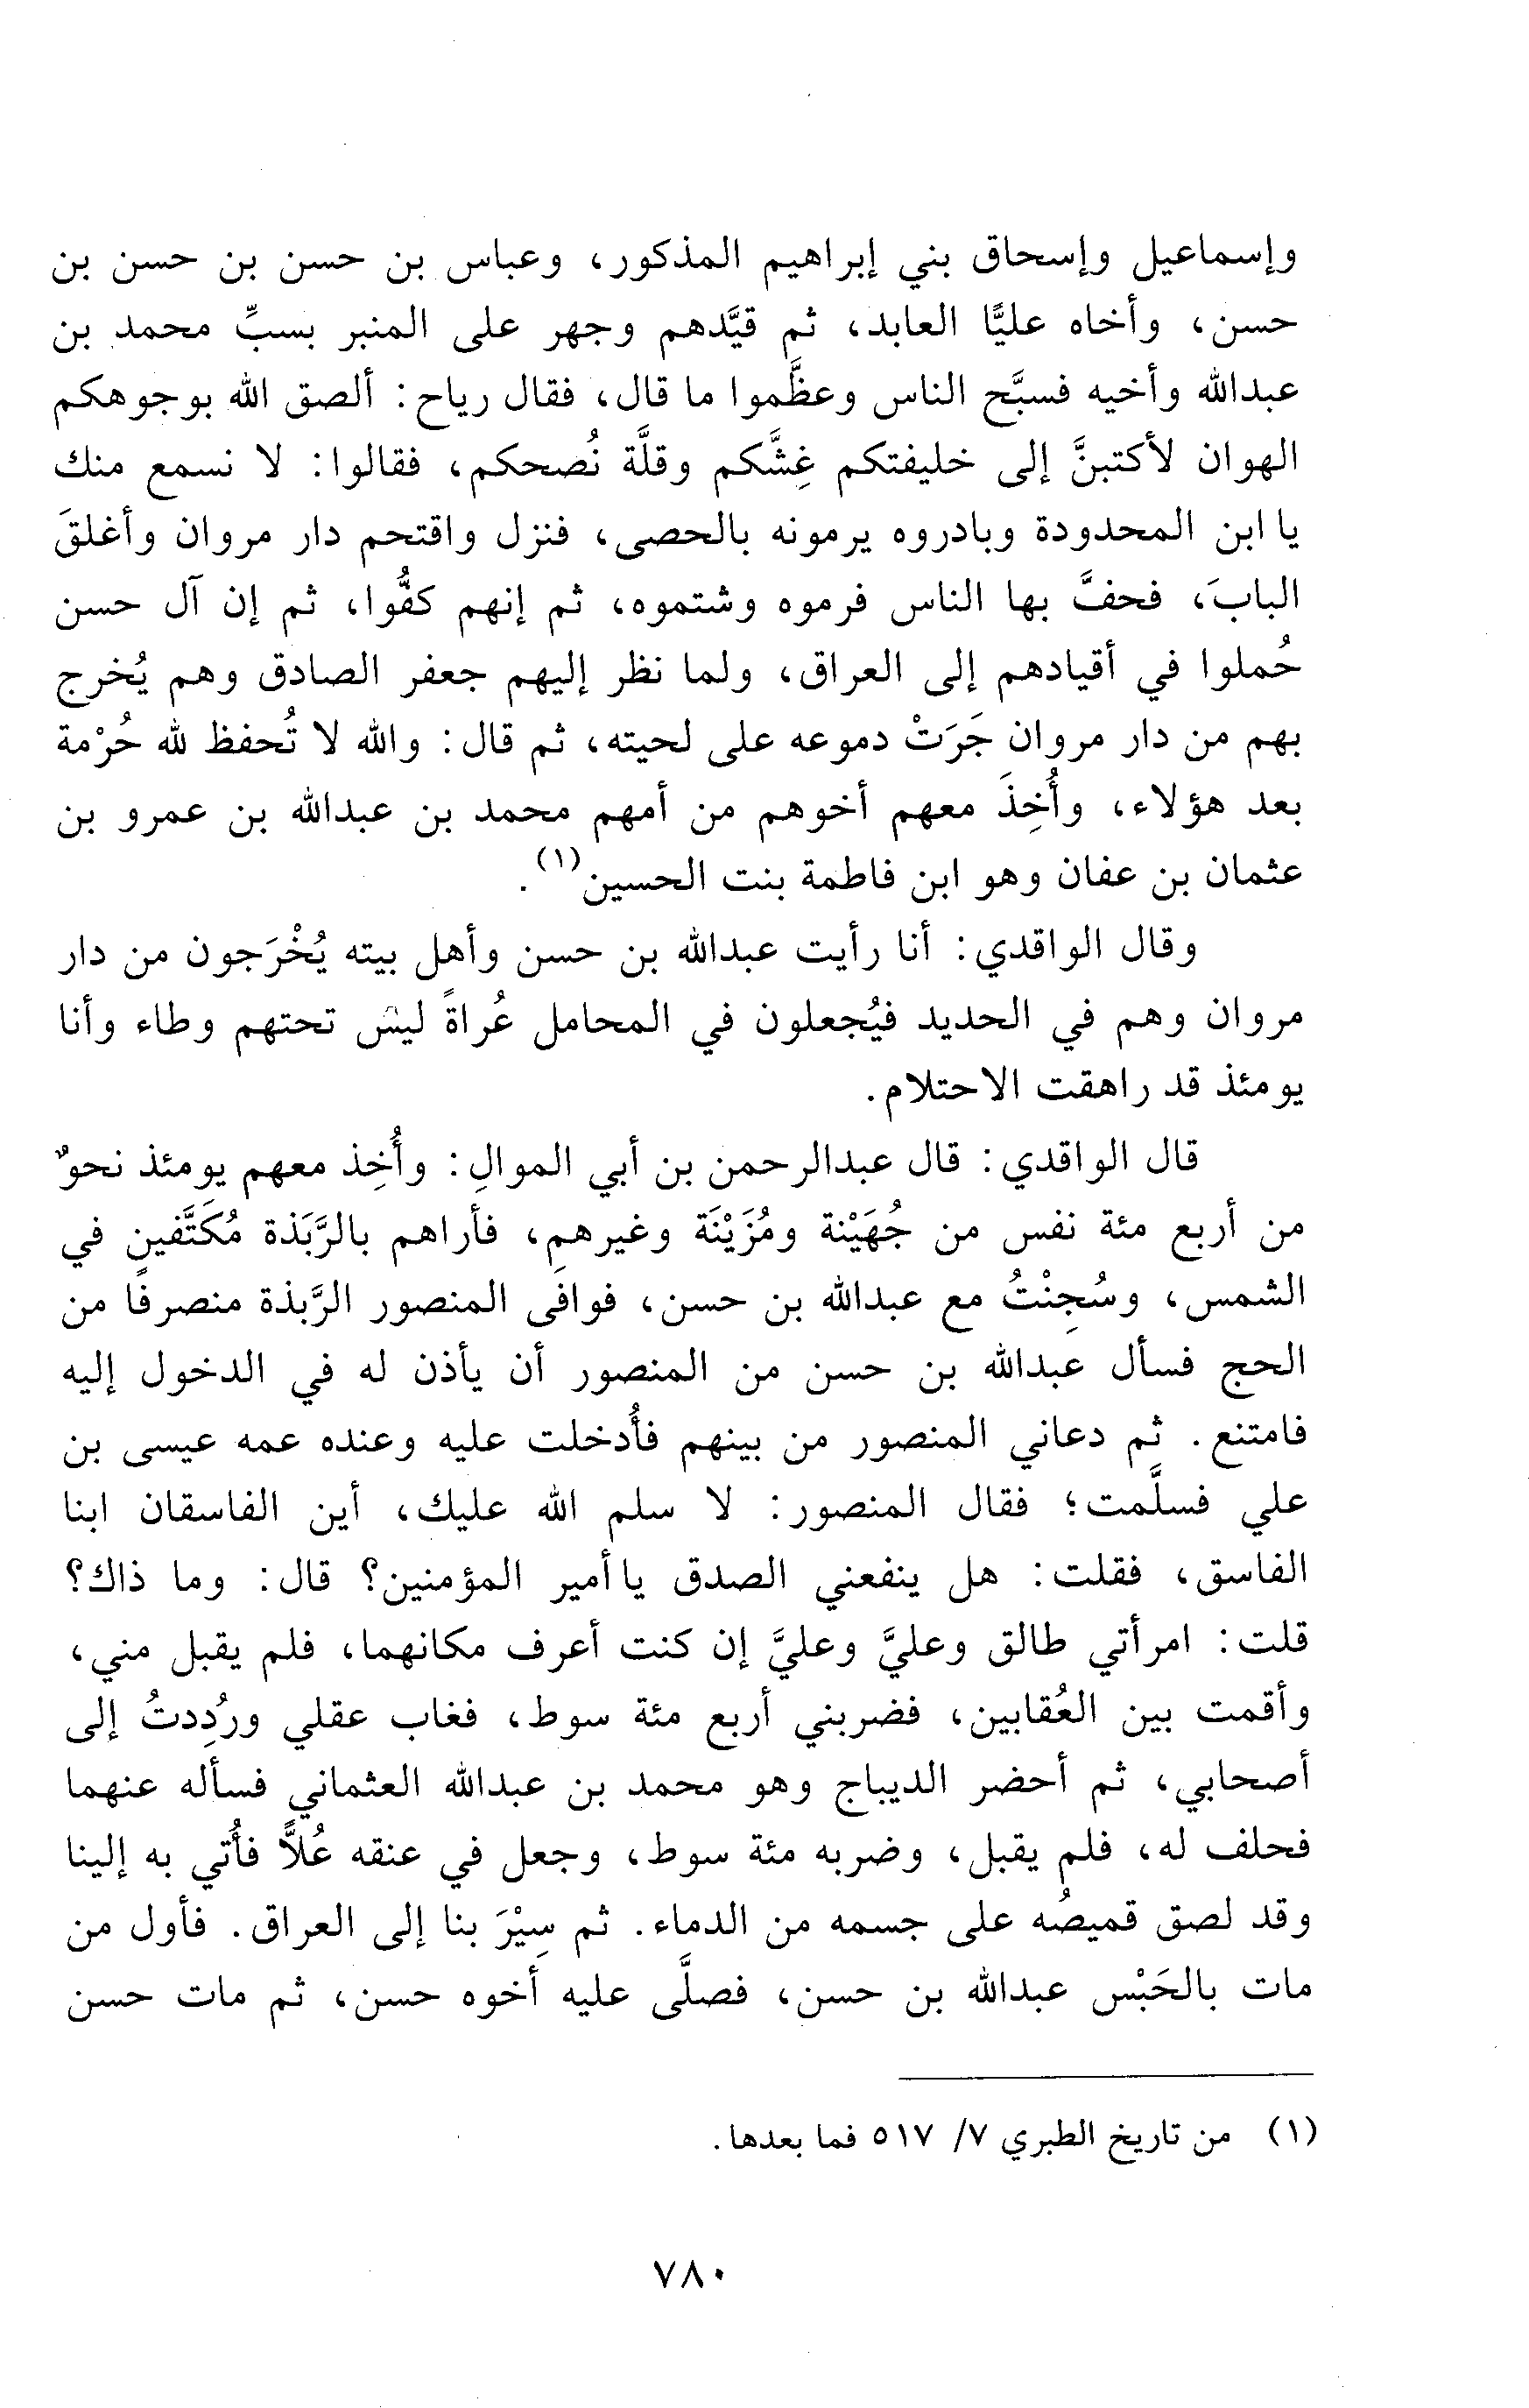 وإسماعيل وإسحاق بني إبراهيم المذكور، وعباس بن حسن بن حسن بن
حسن، وأخاه عليًّا العابد، ثم قيَّدهم وجهر على المنبر بسبِّ محمد بن
عبدالله وأخيه فسبَّح الناس وعظَّموا ما قال، فقال رياح: ألصق الله بوجوهكم
الهوان لأكتبنَّ إلى خليفتكم غِشَّكم وقلَّة نُصحكم، فقالوا: لا نسمع منك
يا ابن المحدودة وبادروه يرمونه بالحصى، فنزل واقتحم دار مروان وأغلقَ
البابَ، فحفَّ بها الناس فرموه وشتموه، ثم إنهم كفُّوا، ثم إن آل حسن
حُملوا في أقيادهم إلى العراق، ولما نظر إليهم جعفر الصادق وهم يُخرج
بهم من دار مروان جَرَتْ دموعه على لحيته، ثم قال: والله لا تُحفظ لله حُرْمة
بعد هؤلاء، وأُخِذَ معهم أخوهم من أمهم محمد بن عبدالله بن عمرو بن
عثمان بن عفان وهو ابن فاطمة بنت الحسين(١).
وقال الواقدي: أنا رأيت عبدالله بن حسن وأهل بيته يُخْرَجون من دار
مروان وهم في الحديد فيُجعلون في المحامل عُراةً ليس تحتهم وطاء وأنا
يومئذ قد راهقت الاحتلام.
قال الواقدي: قال عبدالرحمن بن أبي الموالِ: وأُخِذ معهم يومئذ نحوٌ
من أربع مئة نفس من جُهَيْنة ومُزَيْنَة وغيرهم، فأراهم بالرَّبَذة مُكَتَّفينِ في
الشمس، وسُجِنْتُ مع عبدالله بن حسن، فوافى المنصور الرَّبذة منصرفًا من
الحج فسأل عبدالله بن حسن من المنصور أن يأذن له في الدخول إليه
فامتنع. ثم دعاني المنصور من بينهم فأُدخلت عليه وعنده عمه عيسى بن
علي فسلَّمت؛ فقال المنصور: لا سلم الله عليك، أين الفاسقان ابنا
الفاسق، فقلت: هل ينفعني الصدق يا أمير المؤمنين؟ قال: وما ذاك؟
قلت: امرأتي طالق وعليَّ وعليَّ إن كنت أعرف مكانهما، فلم يقبل مني،
وأقمت بين العُقابين، فضربني أربع مئة سوط، فغاب عقلي ورُدِدتُ إلى
أصحابي، ثم أحضر الديباج وهو محمد بن عبدالله العثماني فسأله عنهما
فحلف له، فلم يقبل، وضربه مئة سوط، وجعل في عنقه غُلاًّ فأُتي به إلينا
وقد لصق قميصُه على جسمه من الدماء. ثم سِيْرَ بنا إلى العراق. فأول من
مات بالحَبْس عبدالله بن حسن، فصلَّى عليه أخوه حسن، ثم مات حسن
(١) من تاريخ الطبري ٧/ ٥١٧ فما بعدها.
٧٨٠